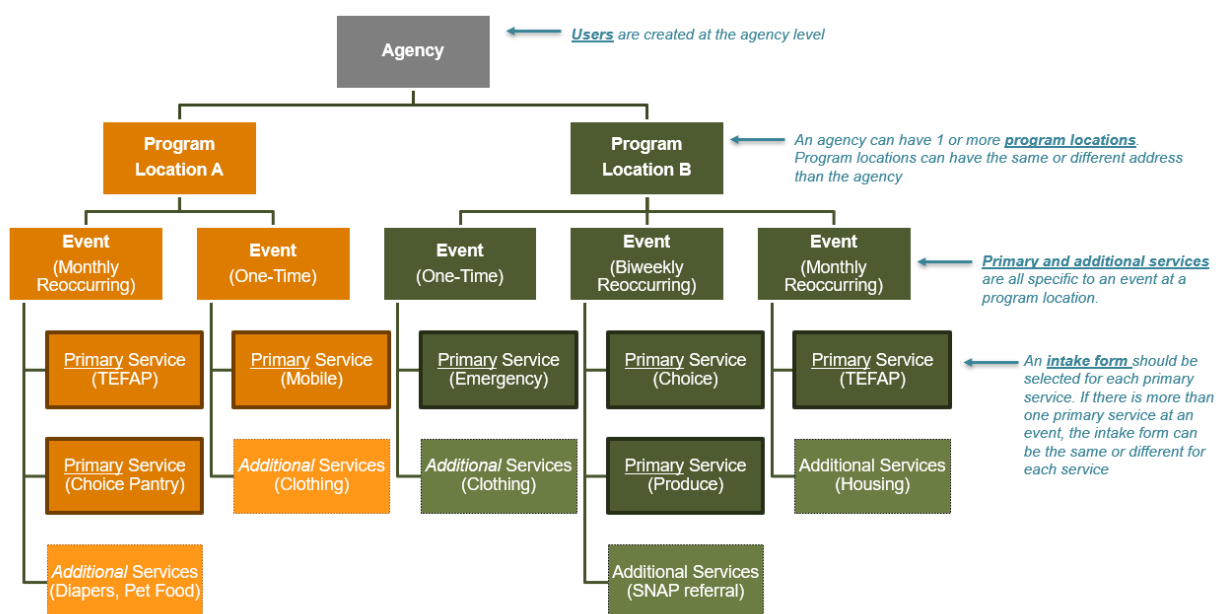 Agency
Users are created at the agency level
Program
Location A
Program
Location B
An agency can have 1 or more program locations.
Program locations can have the same or different address
than the agency
Event
(Monthly
Reoccurring)
Event
(One-Time)
Event
(One-Time)
Event
(Biweekly
Reoccurring)
Event
(Monthly
Reoccurring)
Primary and additional services
are all specific to an event at a
program location.
Primary Service
(TEFAP)
Primary Service
(Mobile)
Primary Service
(Emergency)
Primary Service
(Choice)
Primary Service
(TEFAP)
An intake form should be
selected for each primary
service. If there is more than
one primary service at an
event, the intake form can
be the same or different for
each service
Primary Service
(Choice Pantry)
Additional Services
(Clothing)
Additional Services
(Clothing)
Primary Service
(Produce)
Additional Services
(Housing)
Additional Services
(Diapers, Pet Food)
Additional Services
(SNAP referral)